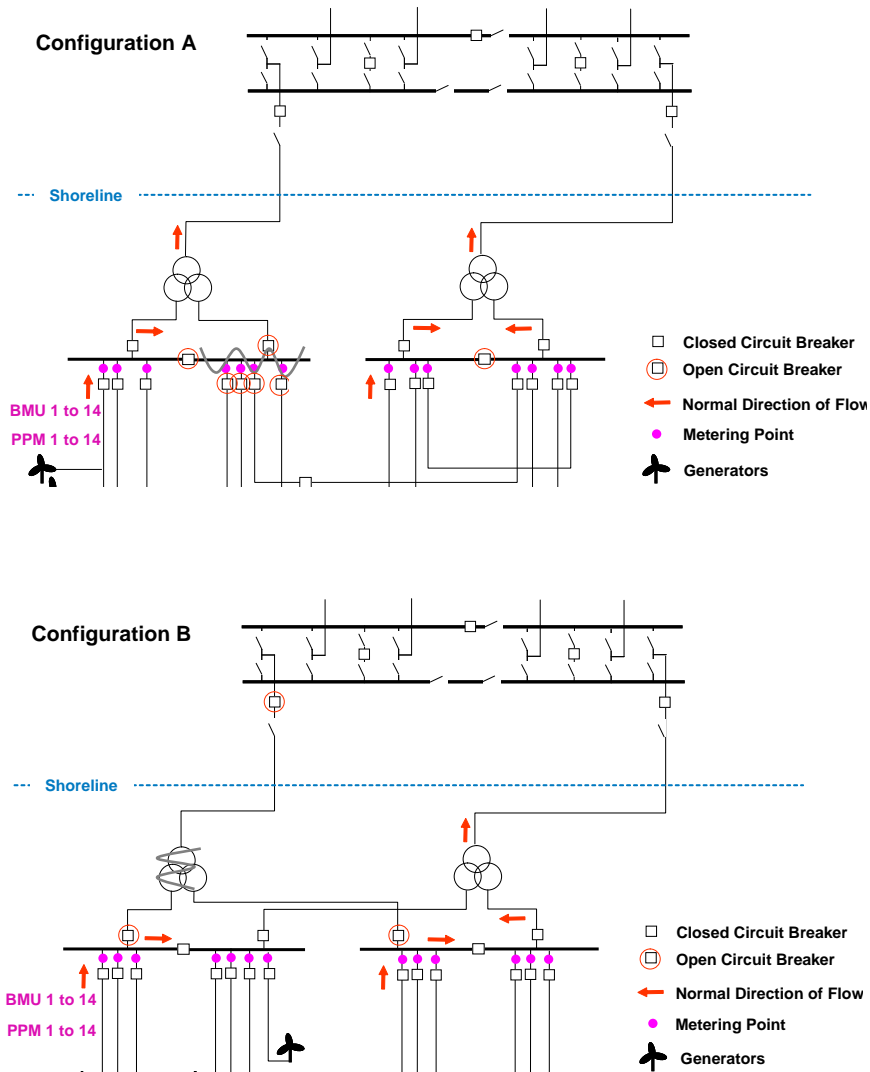 Configuration A
Shoreline
Closed Circuit Breaker
Open Circuit Breaker
Normal Direction of Flow
Metering Point
Generators
BMU 1 to 14
PPM 1 to 14
Configuration B
Shoreline
Closed Circuit Breaker
Open Circuit Breaker
Normal Direction of Flow
Metering Point
Generators
BMU 1 to 14
PPM 1 to 14